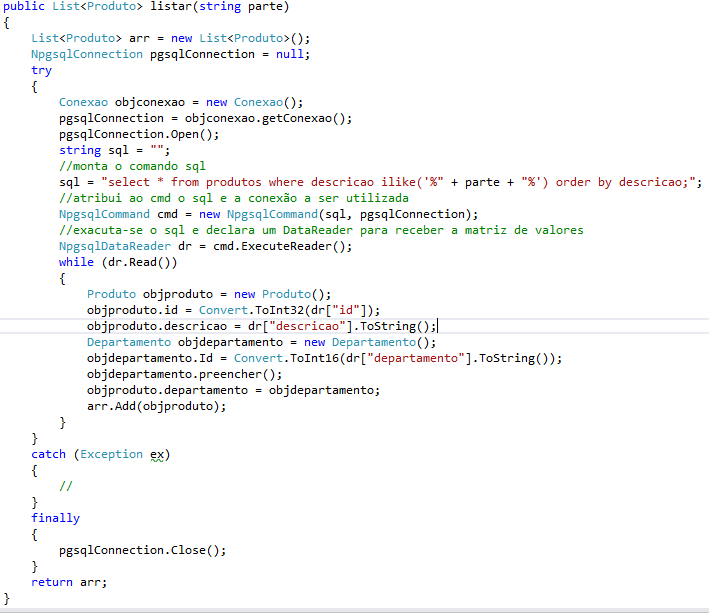 public List<Produto> listar(string parte)
{
    List<Produto> arr = new List<Produto>();
    NpgsqlConnection pgsqlConnection = null;
    try
    {
        Conexao objconexao = new Conexao();
        pgsqlConnection = objconexao.getConexao();
        pgsqlConnection.Open();
        string sql = "";
        //monta o comando sql
        sql = "select * from produtos where descricao ilike('%" + parte + "%') order by descricao;";
        //atribui ao cmd o sql e a conexão a ser utilizada
        NpgsqlCommand cmd = new NpgsqlCommand(sql, pgsqlConnection);
        //exacuta-se o sql e declara um DataReader para receber a matriz de valores
        NpgsqlDataReader dr = cmd.ExecuteReader();
        while (dr.Read())
        {
            Produto objproduto = new Produto();
            objproduto.id = Convert.ToInt32(dr["id"]);
            objproduto.descricao = dr["descricao"].ToString();
            Departamento objdepartamento = new Departamento();
            objdepartamento.Id = Convert.ToInt16(dr["departamento"].ToString());
            objdepartamento.preencher();
            objproduto.departamento = objdepartamento;
            arr.Add(objproduto);
        }
    }
    catch (Exception ex)
    {
        //
    }
    finally
    {
        pgsqlConnection.Close();
    }
    return arr;
}